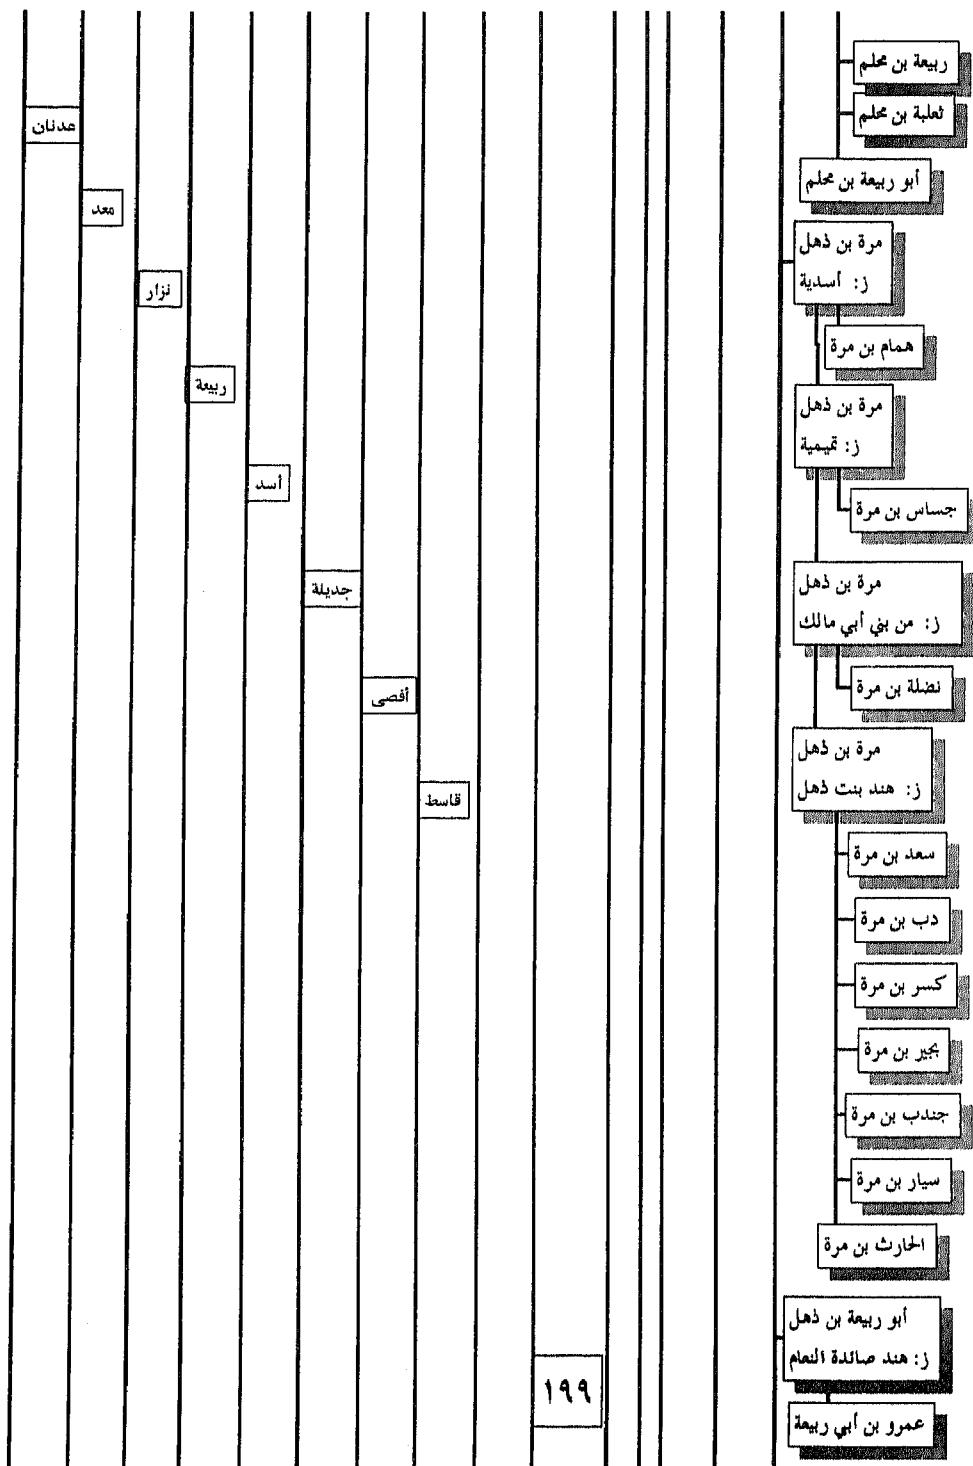 ربيعة بن محلم
ثعلبة بن محلم
أبو ربيعة بن محلم
مرة بن ذهل
ز: أسدية
همام بن مرة
مرة بن ذهل
ز: تميمية
جساس بن مرة
مرة بن ذهل
ز: من بني أبي مالك
نضلة بن مرة
مرة بن ذهل
ز: هند بنت ذهل
سعد بن مرة
دب بن مرة
كسر بن مرة
بجير بن مرة
جندب بن مرة
سيار بن مرة
الحارث بن مرة
أبو ربيعة بن ذهل
ز: هند صائدة النعام
عمرو بن أبي ربيعة
عدنان
معد
نزار
ربيعة
أسد
جديلة
أفصى
قاسط
١٩٩